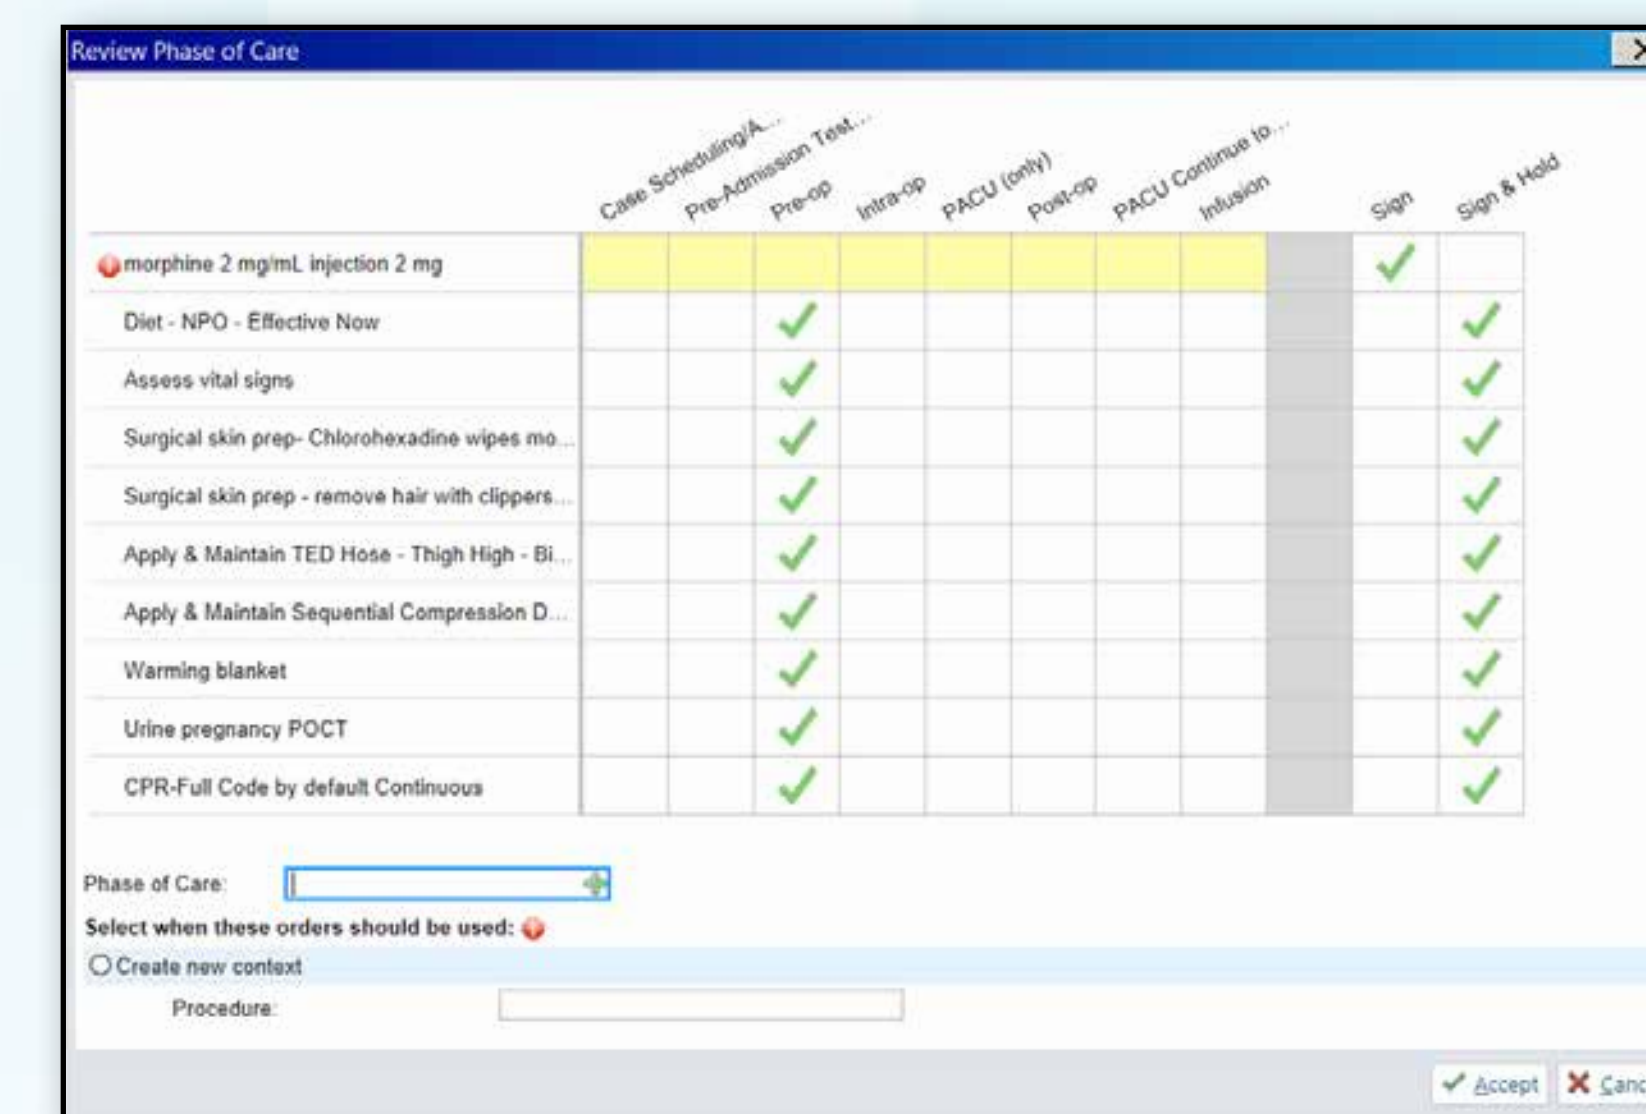 Review Phase of Care
Case Scheduling/A...
Pre-Admission Test...
Pre-op
Intra-op
PACU (only)
Post-op
PACU Continue to...
Infusion
Sign
Sign & Hold
morphine 2 mg/mL injection 2 mg
Diet - NPO - Effective Now
Assess vital signs
Surgical skin prep- Chlorohexadine wipes mo...
Surgical skin prep - remove hair with clippers...
Apply & Maintain TED Hose - Thigh High - Bi...
Apply & Maintain Sequential Compression D...
Warming blanket
Urine pregnancy POCT
CPR-Full Code by default Continuous
Phase of Care:
Select when these orders should be used:
Create new context
Procedure:
Accept Canc